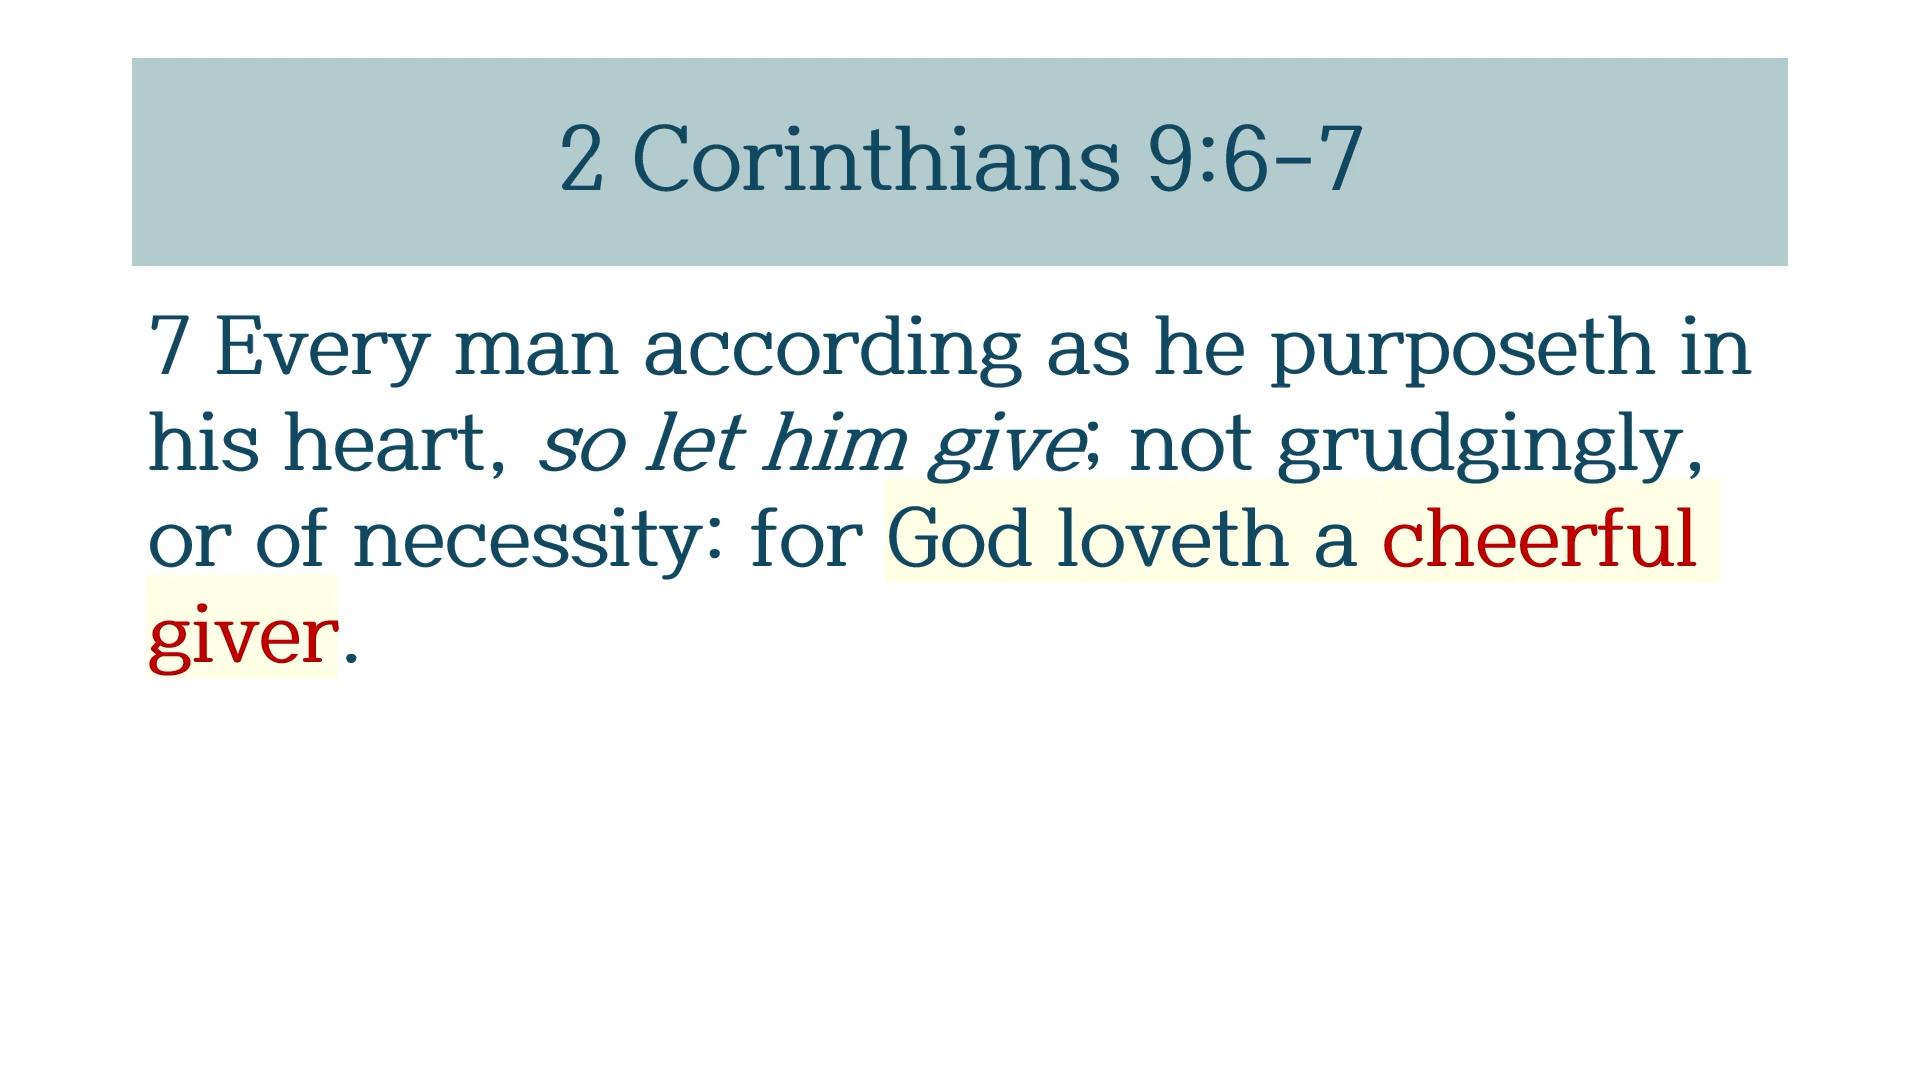 2 Corinthians 9:6-7
7 Every man according as he purposeth in
his heart, so let him give; not grudgingly,
or of necessity: for God loveth a cheerful
giver.